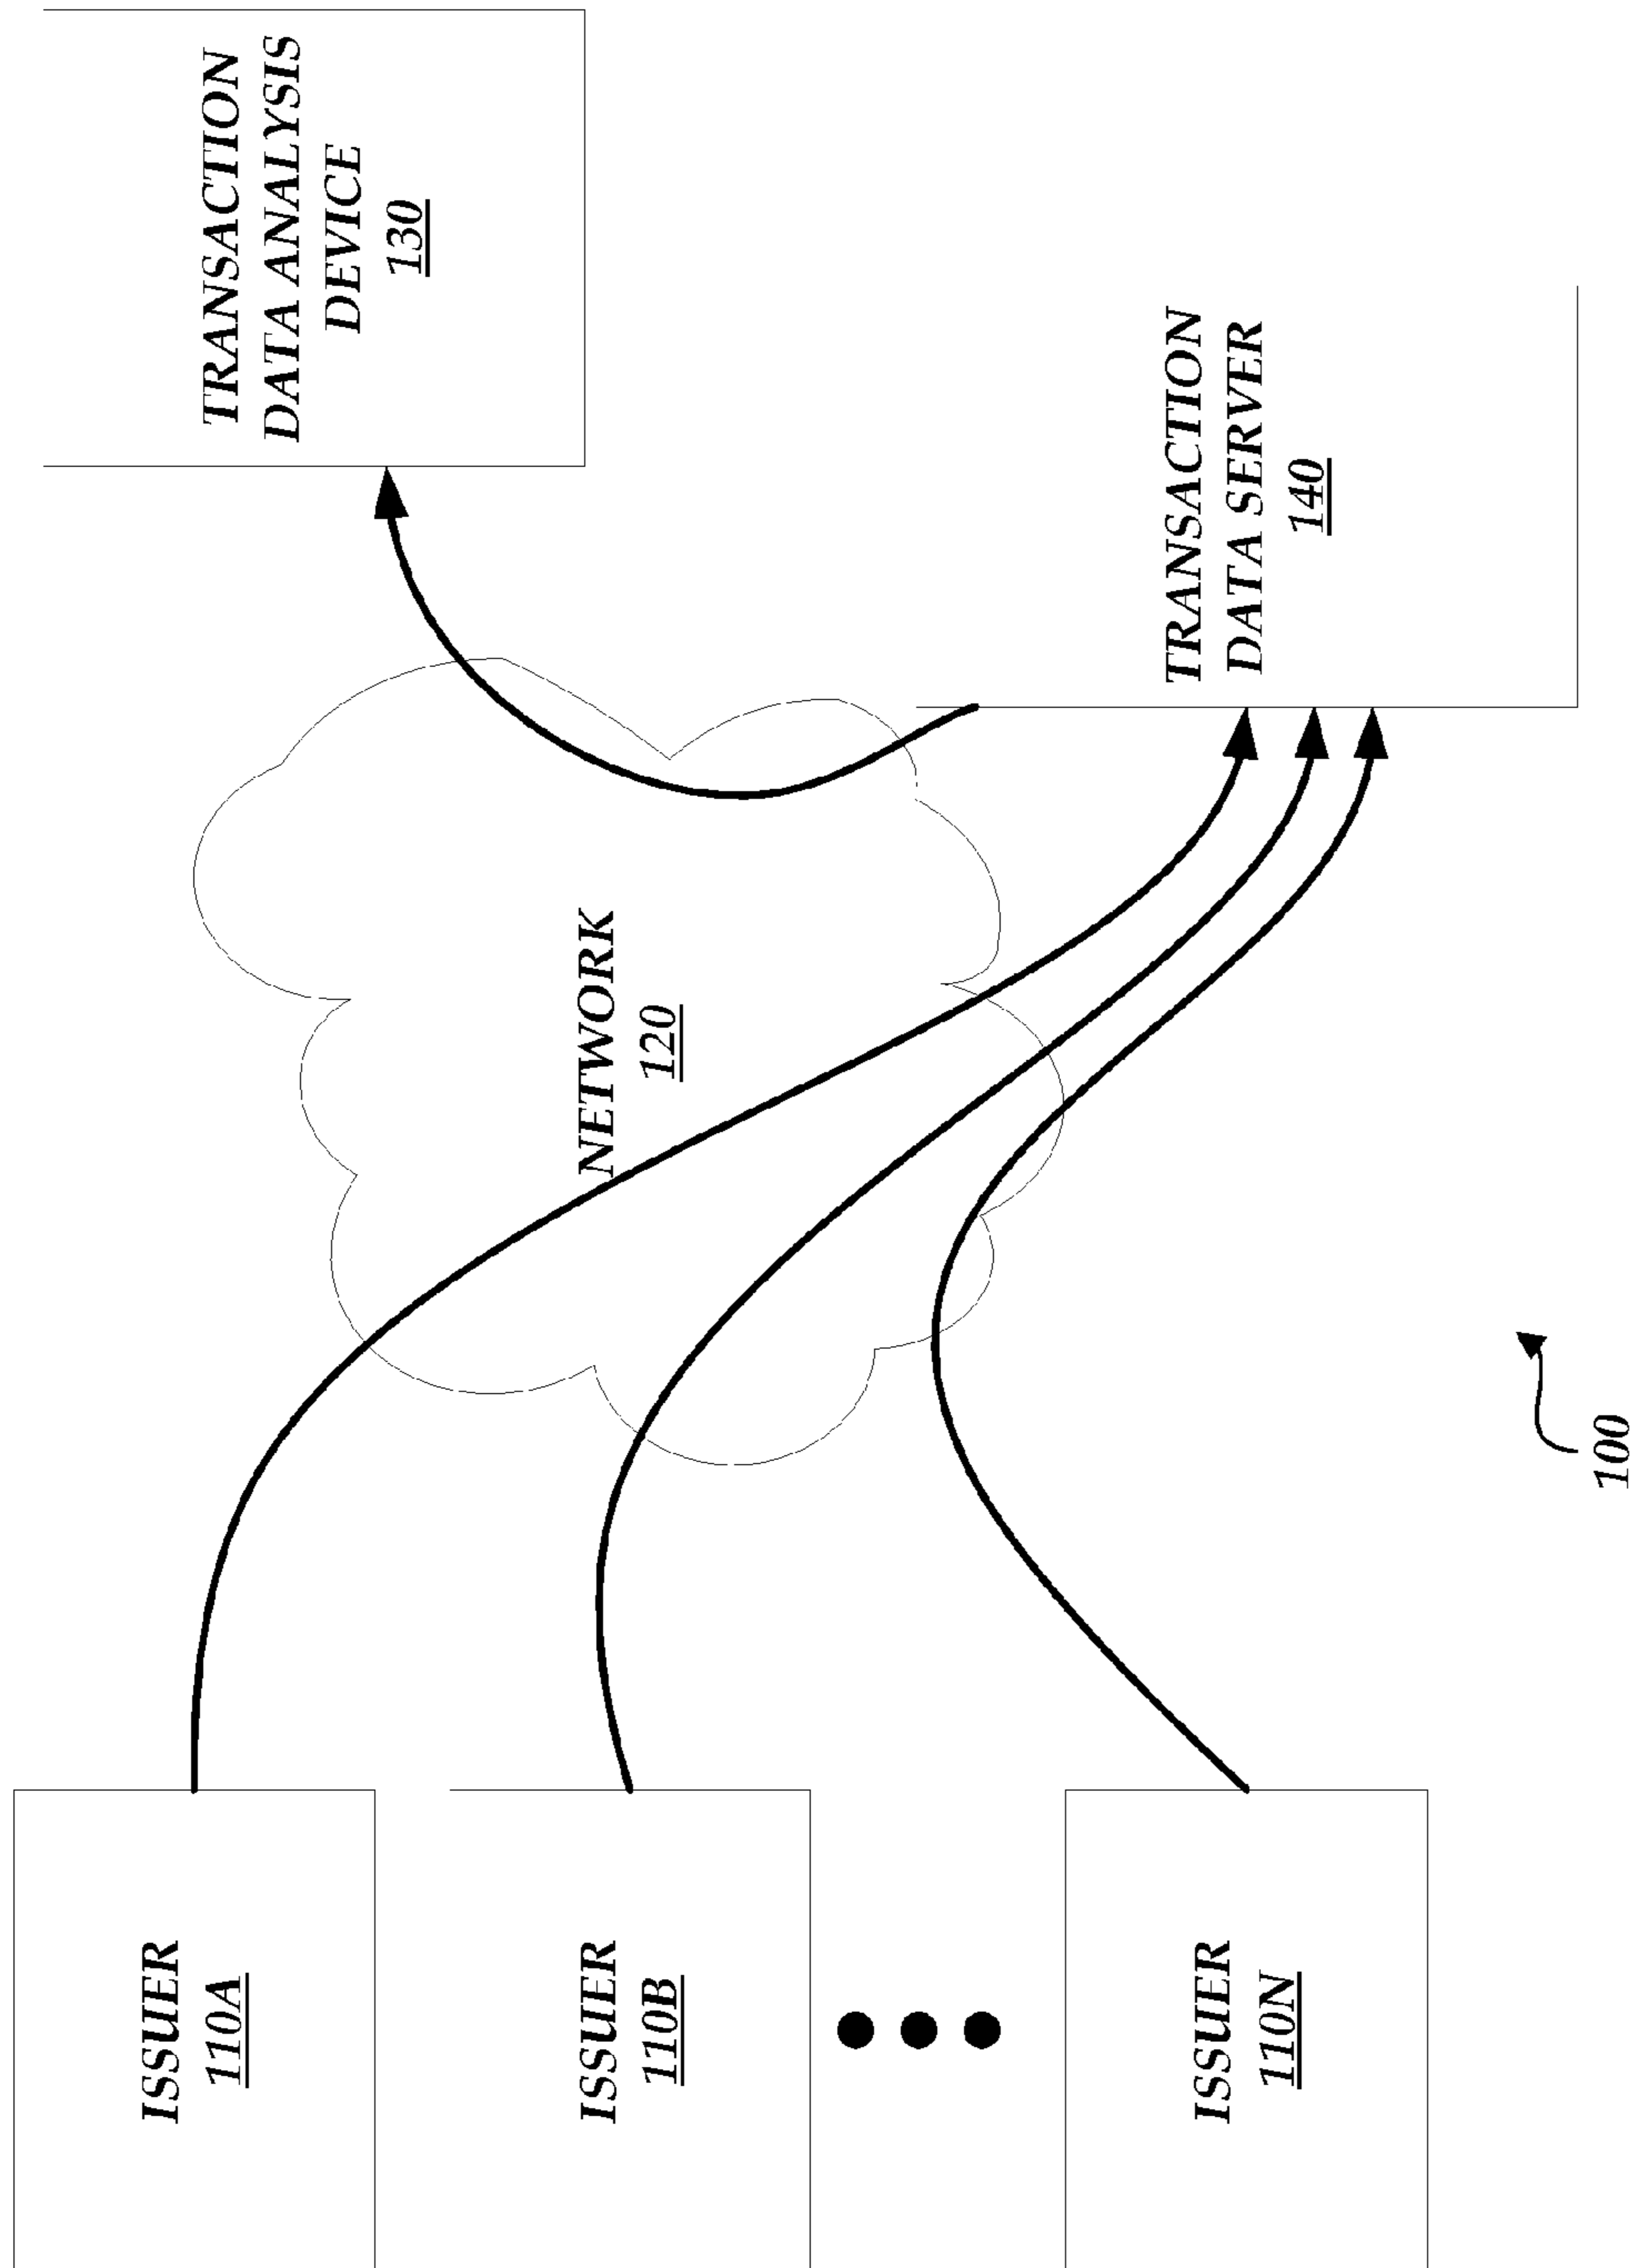 ISSUER
110A
ISSUER
110B
ISSUER
110N
NETWORK
120
TRANSACTION
DATA ANALYSIS
DEVICE
130
TRANSACTION
DATA SERVER
140
100